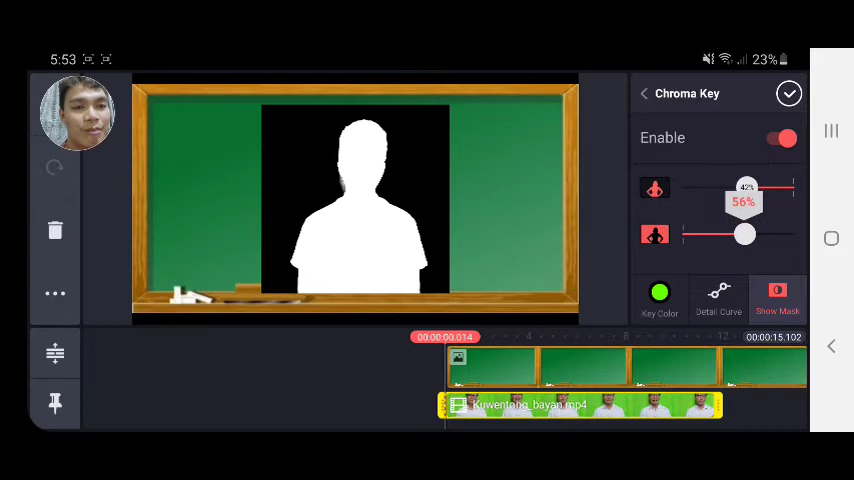 5:53
23%
Chroma Key
Enable
42%
56%
Key Color
Detail Curve
Show Mask
00:00:00.014
4
8
12
00:00:15.102
Kuwentong_bayan.mp4